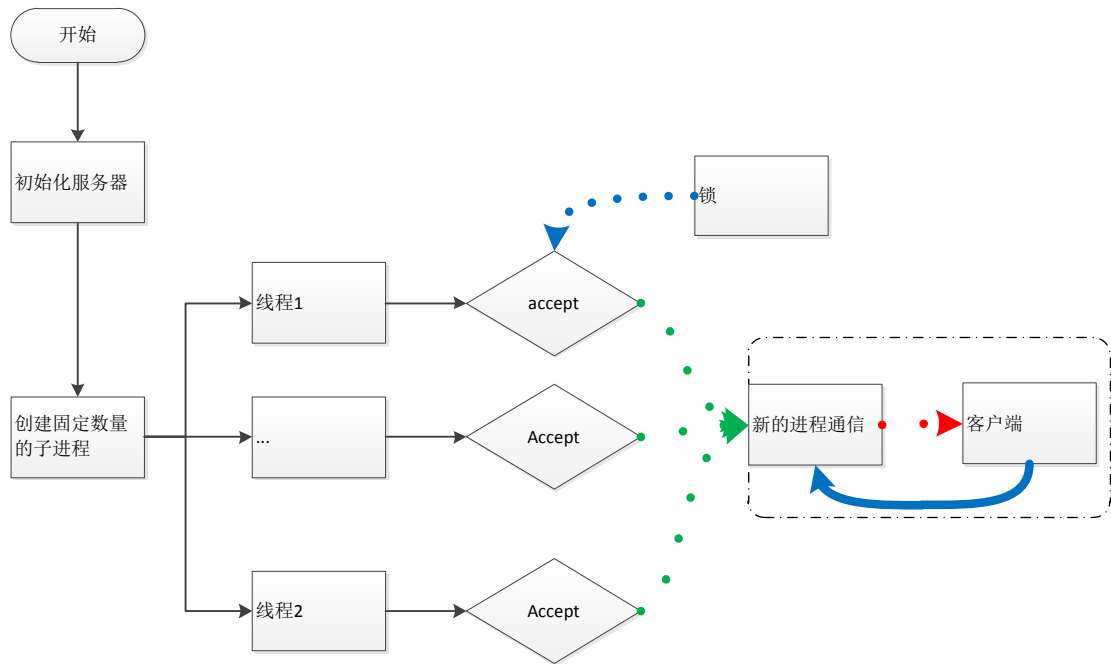 开始
初始化服务器
锁
线程1
accept
创建固定数量
的子进程
...
Accept
新的进程通信
客户端
线程2
Accept